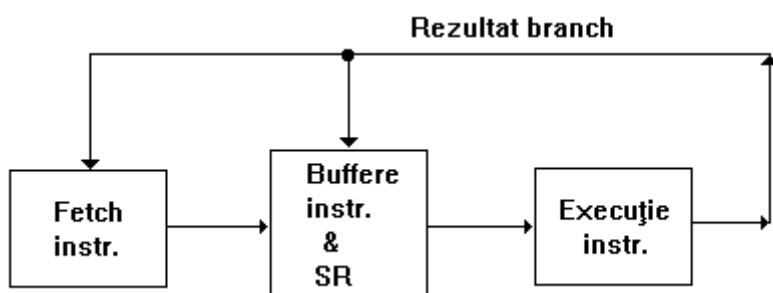 Rezultat branch
Fetch
instr.
Buffere
instr.
&
SR
Execuţie
instr.